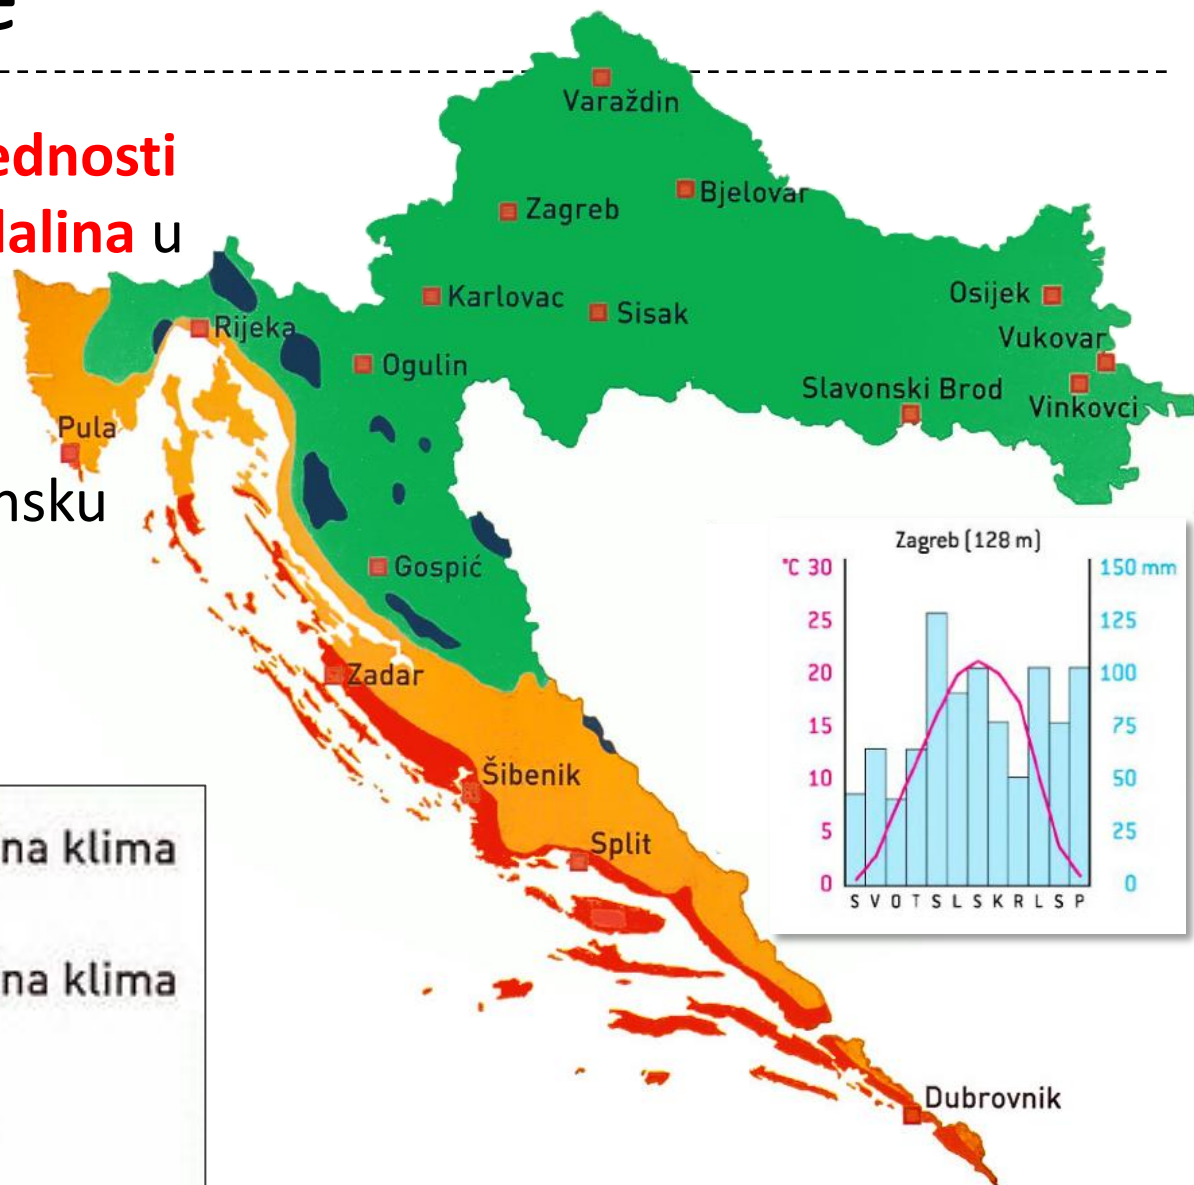 ednosti
dalina u
nsku
na klima
na klima
Varaždin
Bjelovar
Zagreb
Karlovac
Sisak
Osijek
Vukovar
Rijeka
Ogulin
Slavonski Brod
Vinkovci
Pula
Gospić
Zadar
Šibenik
Split
Dubrovnik
Zagreb (128 m)
°C 30
25
20
15
10
5
0
150 mm
125
100
75
50
25
0
S V O T S L S K R L S P